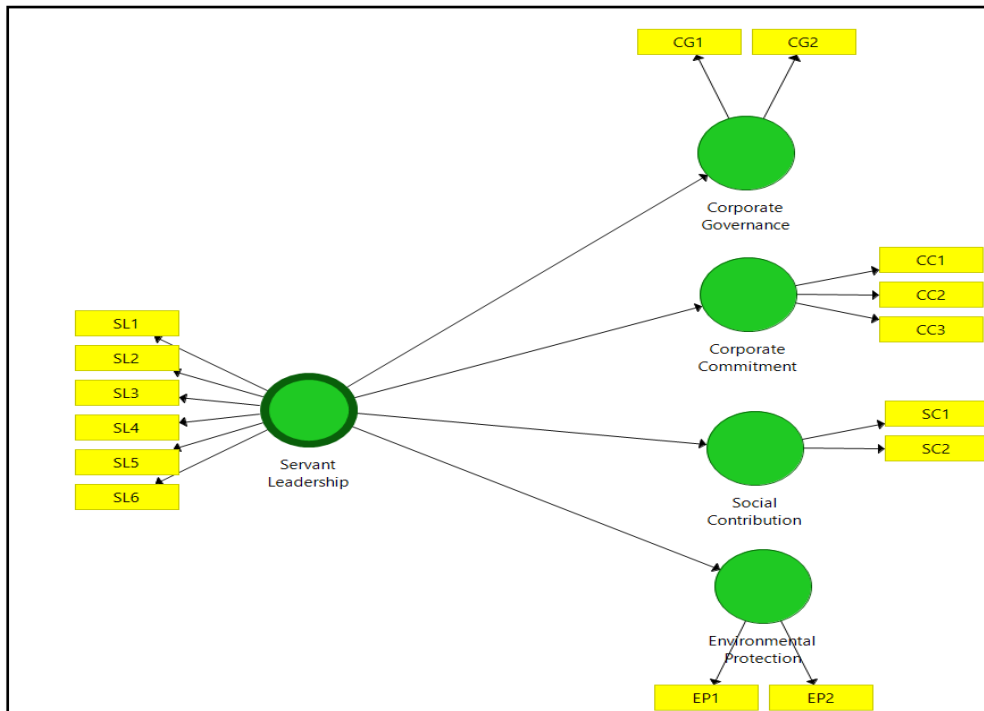 CG1
CG2
Corporate
Governance
CC1
CC2
CC3
Corporate
Commitment
SL1
SL2
SL3
SL4
SL5
SL6
Servant
Leadership
SC1
SC2
Social
Contribution
Environmental
Protection
EP1
EP2